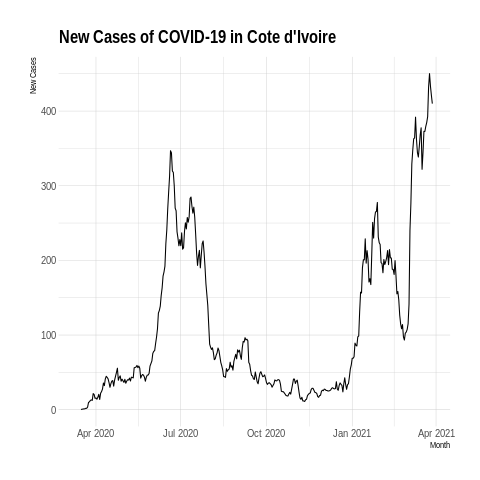 New Cases of COVID-19 in Cote d'Ivoire
New Cases
400
300
200
100
0
Apr 2020 Jul 2020 Oct 2020 Jan 2021 Apr 2021
Month